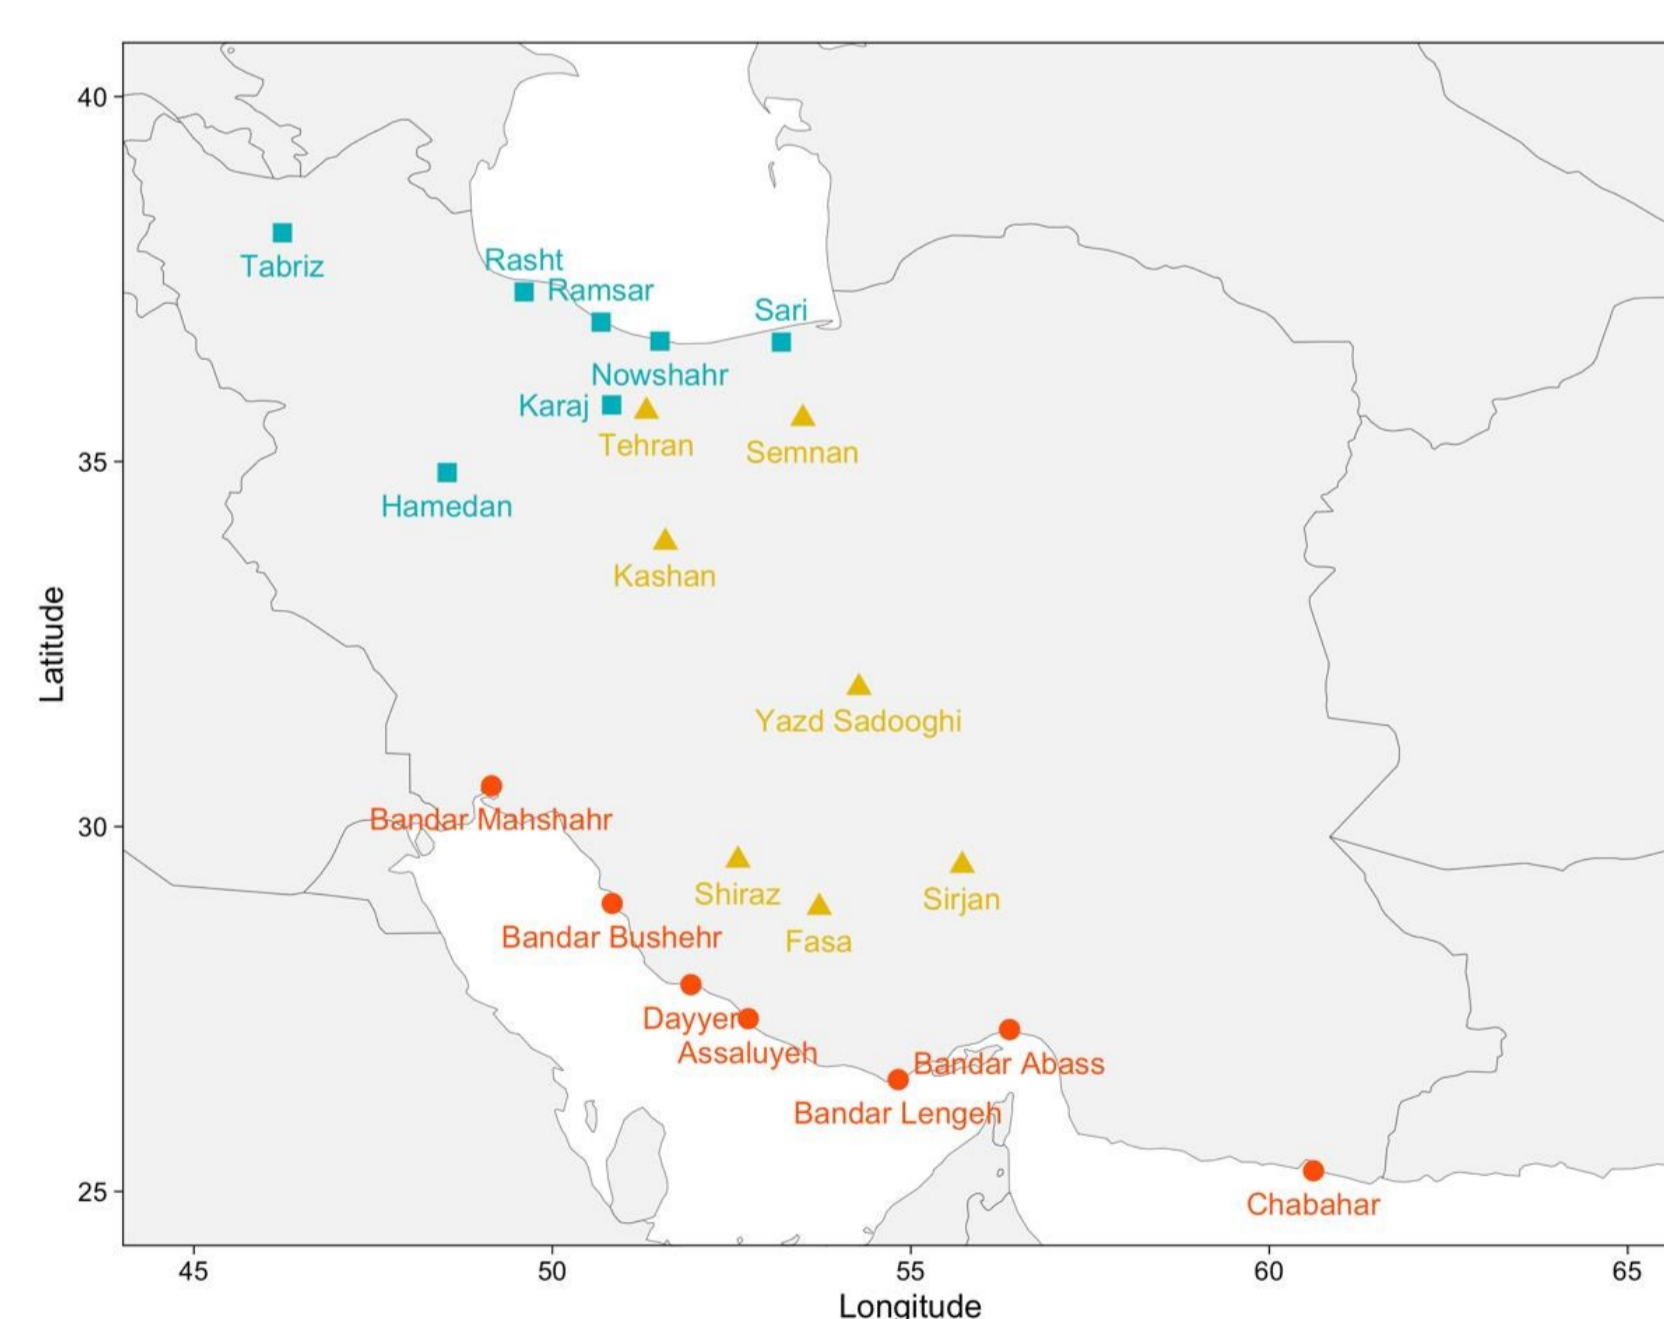 40
Rasht
Tabriz
Ramsar
Sari
Nowshahr
Karaj
Tehran
Semnan
35
Hamedan
Kashan
Latitude
Yazd Sadooghi
30
Bandar Mahshahr
Shiraz
Sirjan
Bandar Bushehr
Fasa
Dayyer
Assaluyeh
Bandar Abass
Bandar Lengeh
25
Chabahar
45
50
55
60
65
Longitude